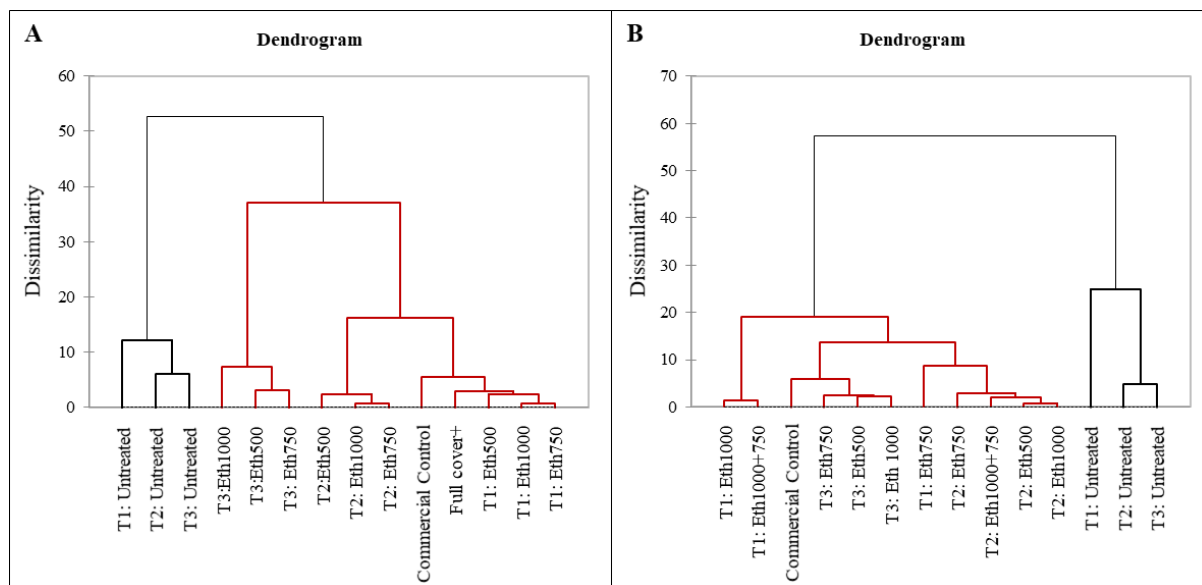 A
Dendrogram
60
50
40
30
20
10
0
Dissimilarity
T1: Untreated
T2: Untreated
T3: Untreated
T3:Eth1000
T3:Eth500
T3: Eth750
T2:Eth500
T2: Eth1000
T2: Eth750
Commercial Control
Full cover+
T1: Eth500
T1: Eth1000
T1: Eth750
B
Dendrogram
70
60
50
40
30
20
10
0
Dissimilarity
T1: Eth1000
T1: Eth1000+750
Commercial Control
T3: Eth750
T3: Eth500
T3: Eth 1000
T1: Eth750
T2: Eth750
T2: Eth1000+750
T2: Eth500
T2: Eth1000
T1: Untreated
T2: Untreated
T3: Untreated